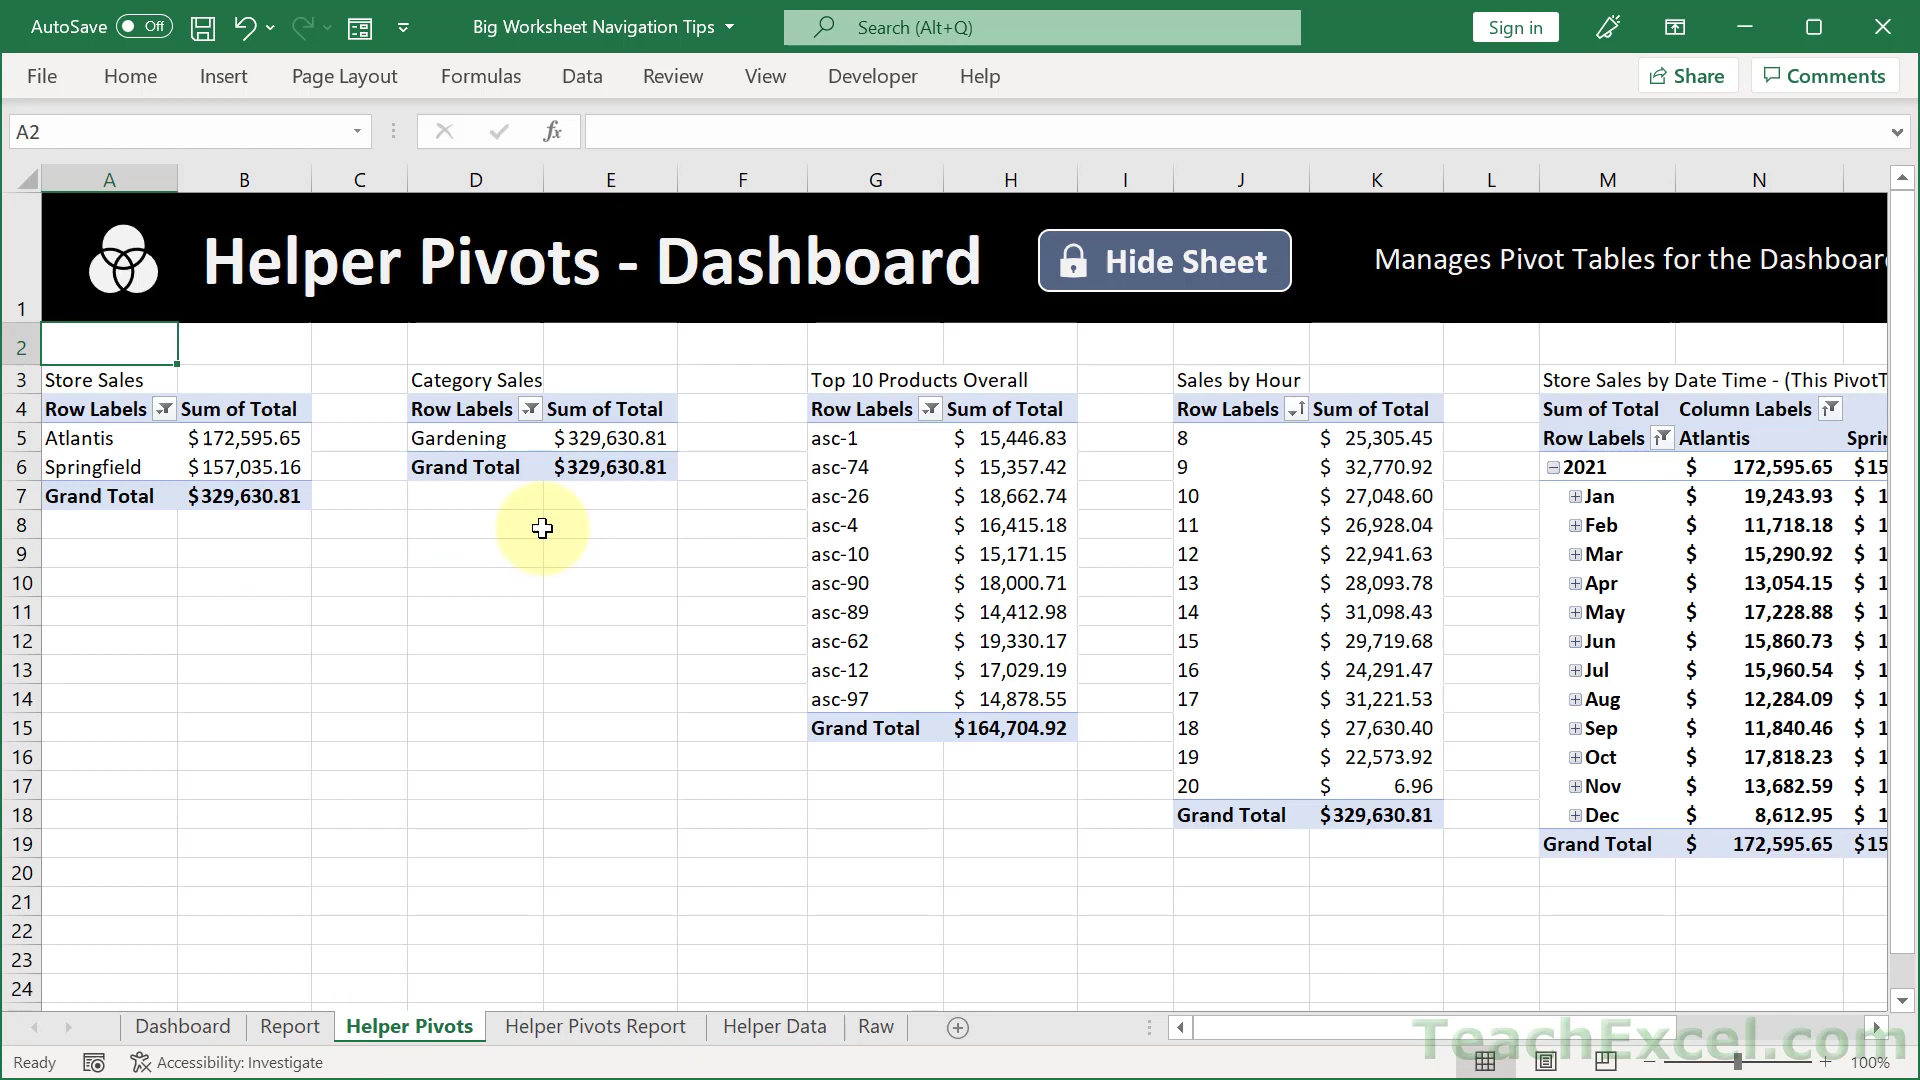 AutoSave Off Big Worksheet Navigation Tips Search (Alt+Q) Sign in
File Home Insert Page Layout Formulas Data Review View Developer Help Share Comments
A2 fx
A B C D E F G H I J K L M N
1 Helper Pivots - Dashboard Hide Sheet Manages Pivot Tables for the Dashboar
2
3 Store Sales Category Sales Top 10 Products Overall Sales by Hour Store Sales by Date Time - (This PivotT
4 Row Labels Sum of Total Row Labels Sum of Total Row Labels Sum of Total Row Labels Sum of Total Sum of Total Column Labels
5 Atlantis $172,595.65 Gardening $329,630.81 asc-1 $ 15,446.83 8 $ 25,305.45 Row Labels Atlantis Sprin
6 Springfield $157,035.16 Grand Total $329,630.81 asc-74 $ 15,357.42 9 $ 32,770.92 2021 $ 172,595.65 $15
7 Grand Total $329,630.81 asc-26 $ 18,662.74 10 $ 27,048.60 Jan $ 19,243.93 $ 1
8 asc-4 $ 16,415.18 11 $ 26,928.04 Feb $ 11,718.18 $ 1
9 asc-10 $ 15,171.15 12 $ 22,941.63 Mar $ 15,290.92 $ 1
10 asc-90 $ 18,000.71 13 $ 28,093.78 Apr $ 13,054.15 $ 1
11 asc-89 $ 14,412.98 14 $ 31,098.43 May $ 17,228.88 $ 1
12 asc-62 $ 19,330.17 15 $ 29,719.68 Jun $ 15,860.73 $ 1
13 asc-12 $ 17,029.19 16 $ 24,291.47 Jul $ 15,960.54 $ 1
14 asc-97 $ 14,878.55 17 $ 31,221.53 Aug $ 12,284.09 $ 1
15 Grand Total $164,704.92 18 $ 27,630.40 Sep $ 11,840.46 $ 1
16 19 $ 22,573.92 Oct $ 17,818.23 $ 1
17 20 $ 6.96 Nov $ 13,682.59 $ 1
18 Grand Total $329,630.81 Dec $ 8,612.95 $ 1
19 Grand Total $ 172,595.65 $15
20
21
22
23
24
Dashboard Report Helper Pivots Helper Pivots Report Helper Data Raw
TeachExcel.com
Ready Accessibility: Investigate 100%